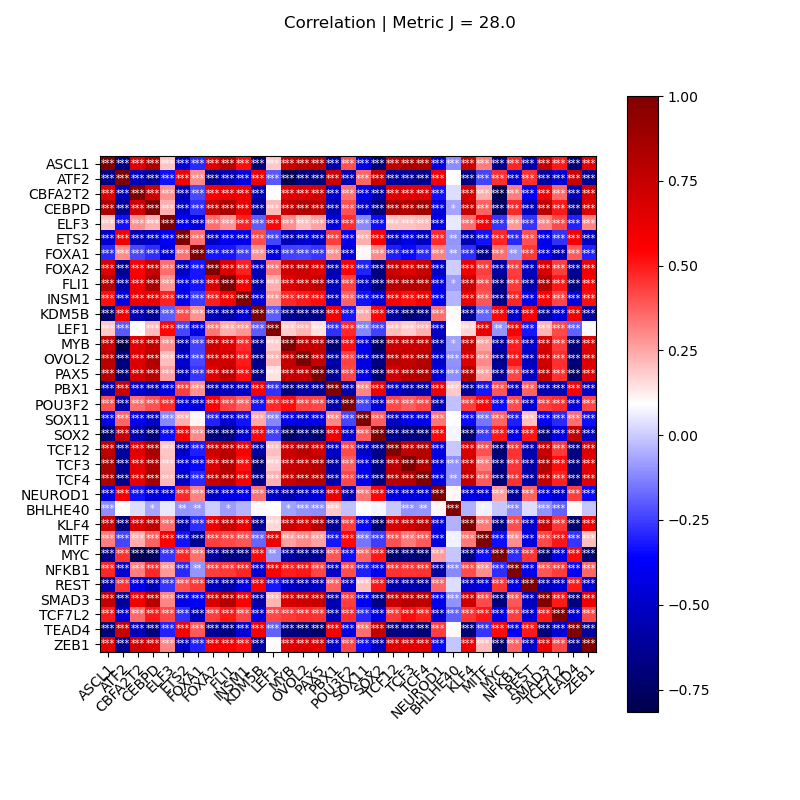 Correlation | Metric J = 28.0
ASCL1
ATF2
CBFA2T2
CEBPD
ELF3
ETS2
FOXA1
FOXA2
FLI1
INSM1
KDM5B
LEF1
MYB
OVOL2
PAX5
PBX1
POU3F2
SOX11
SOX2
TCF12
TCF3
TCF4
NEUROD1
BHLHE40
KLF4
MITF
MYC
NFKB1
REST
SMAD3
TCF7L2
TEAD4
ZEB1
ASCL1
ATF2
CBFA2T2
CEBPD
ELF3
ETS2
FOXA1
FOXA2
FLI1
INSM1
KDM5B
LEF1
MYB
OVOL2
PAX5
PBX1
POU3F2
SOX11
SOX2
TCF12
TCF3
TCF4
NEUROD1
BHLHE40
KLF4
MITF
MYC
NFKB1
REST
SMAD3
TCF7L2
TEAD4
ZEB1
1.00
0.75
0.50
0.25
0.00
−0.25
−0.50
−0.75